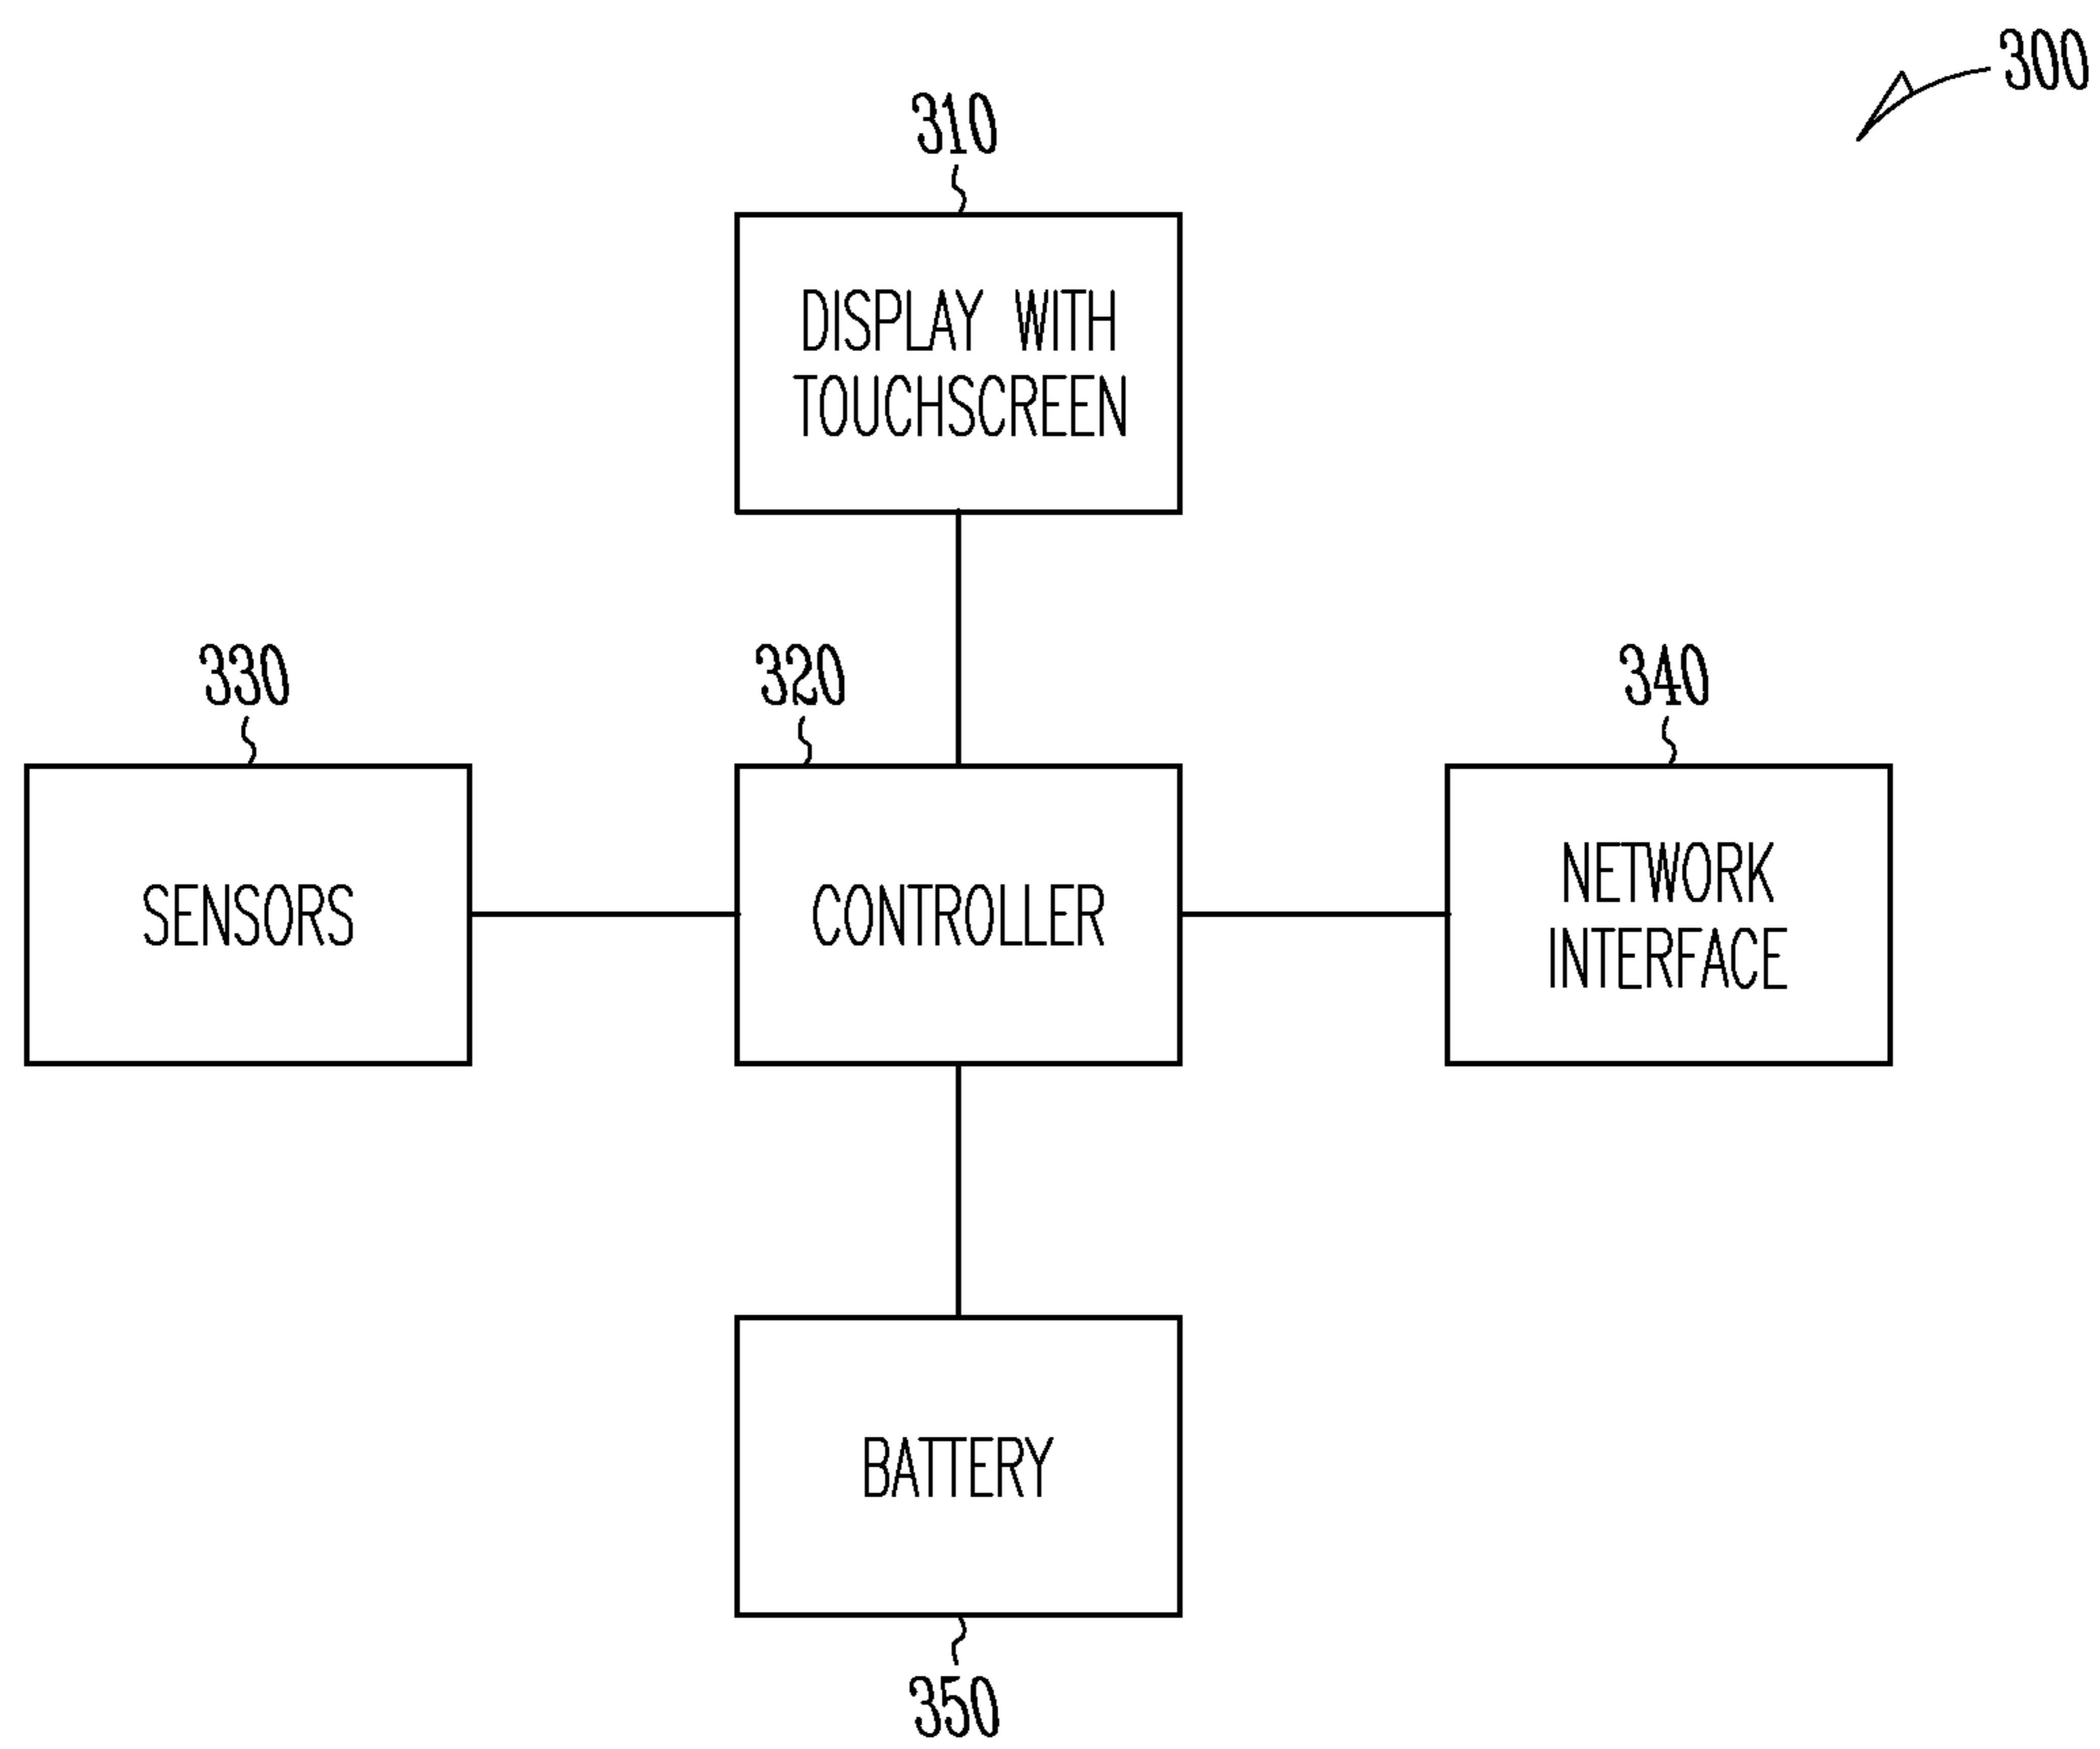 300
310
DISPLAY WITH
TOUCHSCREEN
330
320
340
SENSORS
CONTROLLER
NETWORK
INTERFACE
BATTERY
350